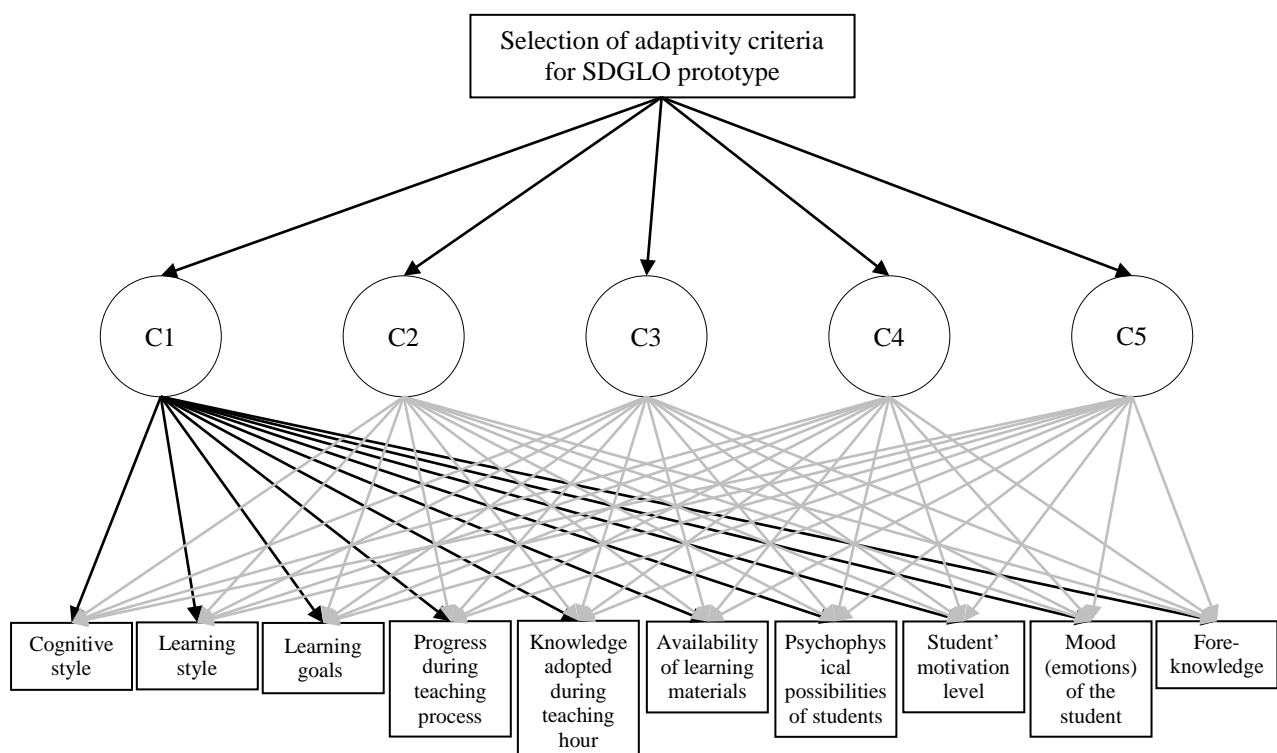 Selection of adaptivity criteria
for SDGLO prototype
C1
C2
C3
C4
C5
Cognitive
style
Learning
style
Learning
goals
Progress
during
teaching
process
Knowledge
adopted
during
teaching
hour
Availability
of learning
materials
Psychophys
ical
possibilities
of students
Student’
motivation
level
Mood
(emotions)
of the
student
Fore-
knowledge